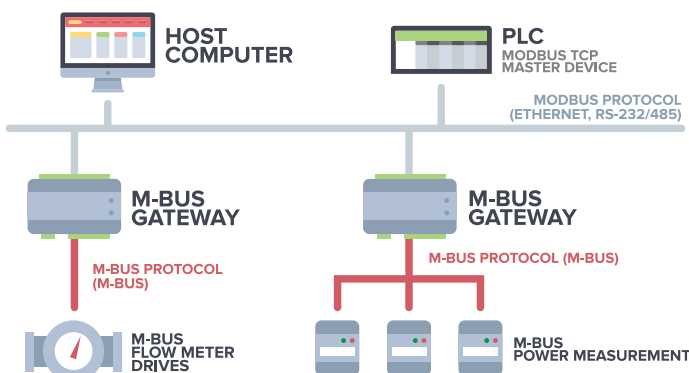 HOST
COMPUTER
PLC
MODBUS TCP
MASTER DEVICE
MODBUS PROTOCOL
(ETHERNET, RS-232/485)
M-BUS
GATEWAY
M-BUS
GATEWAY
M-BUS PROTOCOL
(M-BUS)
M-BUS PROTOCOL (M-BUS)
M-BUS
FLOW METER
DRIVES
M-BUS
POWER MEASUREMENT